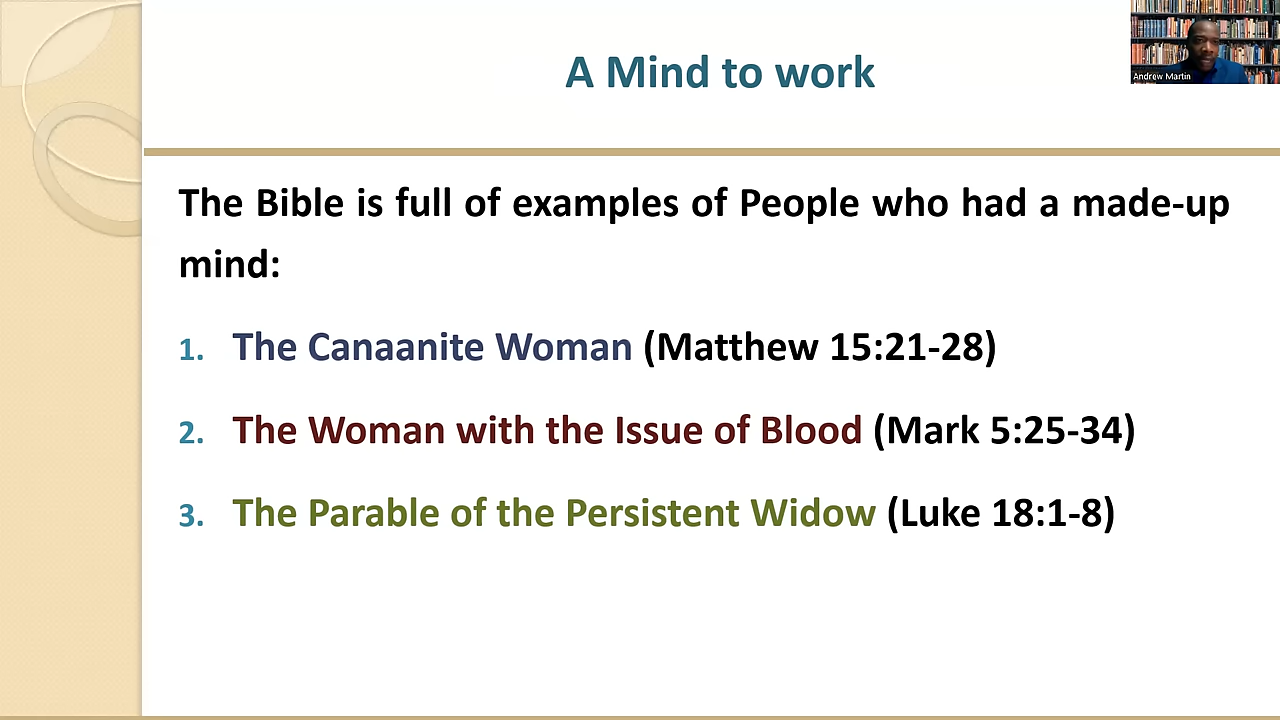 A Mind to work
Andrew Martin
The Bible is full of examples of People who had a made-up
mind:
1. The Canaanite Woman (Matthew 15:21-28)
2. The Woman with the Issue of Blood (Mark 5:25-34)
3. The Parable of the Persistent Widow (Luke 18:1-8)